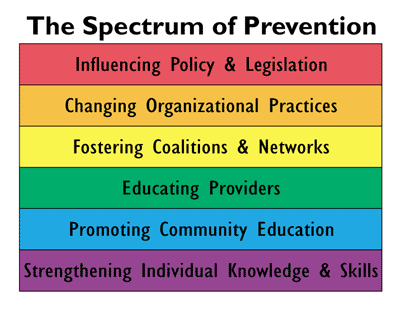 The Spectrum of Prevention
Influencing Policy & Legislation
Changing Organizational Practices
Fostering Coalitions & Networks
Educating Providers
Promoting Community Education
Strengthening Individual Knowledge & Skills